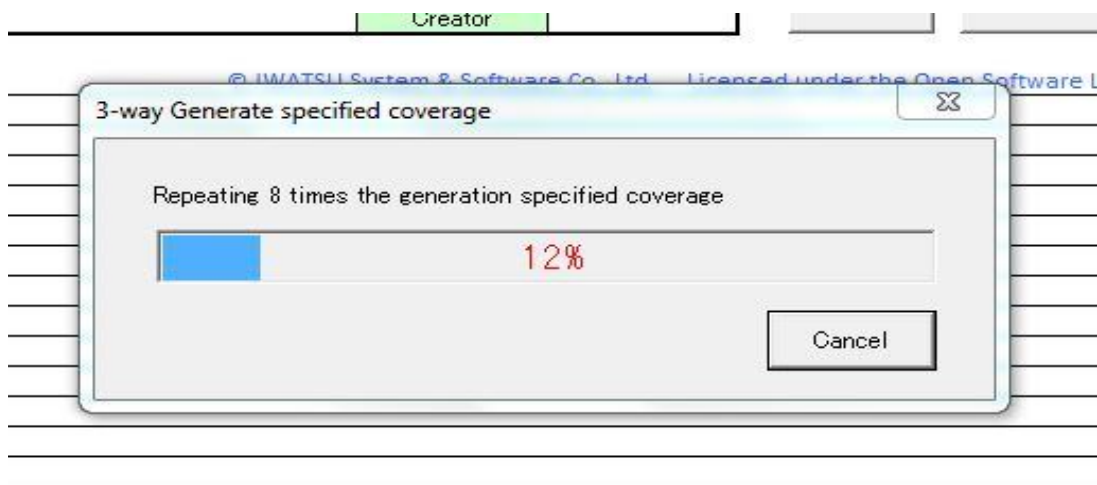 Creator
© IWATSU System & Software Co., Ltd. Licensed under the Open Software L
3-way Generate specified coverage
Repeating 8 times the generation specified coverage
12%
Cancel